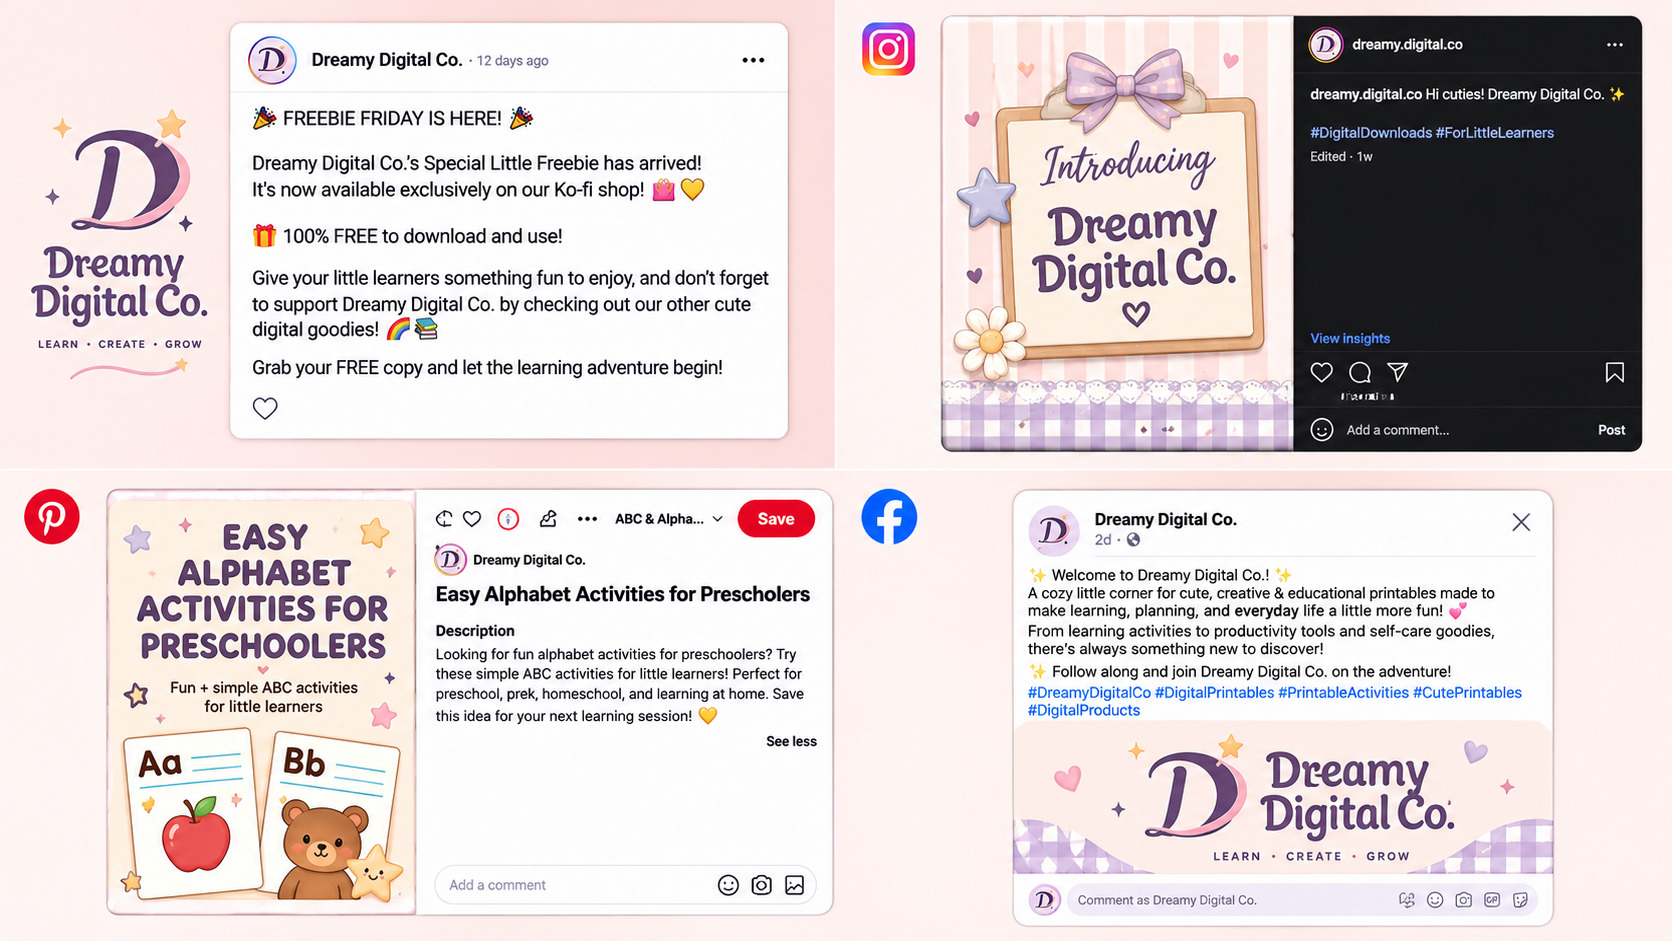 D
Dreamy
Digital Co.
LEARN • CREATE • GROW
D
Dreamy Digital Co. · 12 days ago
🎉 FREEBIE FRIDAY IS HERE! 🎉
Dreamy Digital Co.'s Special Little Freebie has arrived!
It's now available exclusively on our Ko-fi shop! 🛍️💛
🎁 100% FREE to download and use!
Give your little learners something fun to enjoy, and don't forget
to support Dreamy Digital Co. by checking out our other cute
digital goodies! 🌈📚
Grab your FREE copy and let the learning adventure begin!
Introducing
Dreamy
Digital Co.
D
dreamy.digital.co
dreamy.digital.co Hi cuties! Dreamy Digital Co. ✨
#DigitalDownloads #ForLittleLearners
Edited · 1w
View insights
Add a comment...
Post
EASY
ALPHABET
ACTIVITIES FOR
PRESCHOOLERS
Fun + simple ABC activities
for little learners
Aa
Bb
ABC & Alpha...
Save
D
Dreamy Digital Co.
Easy Alphabet Activities for Prescholers
Description
Looking for fun alphabet activities for preschoolers? Try
these simple ABC activities for little learners! Perfect for
preschool, prek, homeschool, and learning at home. Save
this idea for your next learning session! 💛
See less
Add a comment
D
Dreamy Digital Co.
2d ·
✨ Welcome to Dreamy Digital Co.! ✨
A cozy little corner for cute, creative & educational printables made to
make learning, planning, and everyday life a little more fun! 💕
From learning activities to productivity tools and self-care goodies,
there's always something new to discover!
✨ Follow along and join Dreamy Digital Co. on the adventure!
#DreamyDigitalCo #DigitalPrintables #PrintableActivities #CutePrintables
#DigitalProducts
D
Dreamy
Digital Co.
LEARN • CREATE • GROW
D
Comment as Dreamy Digital Co.